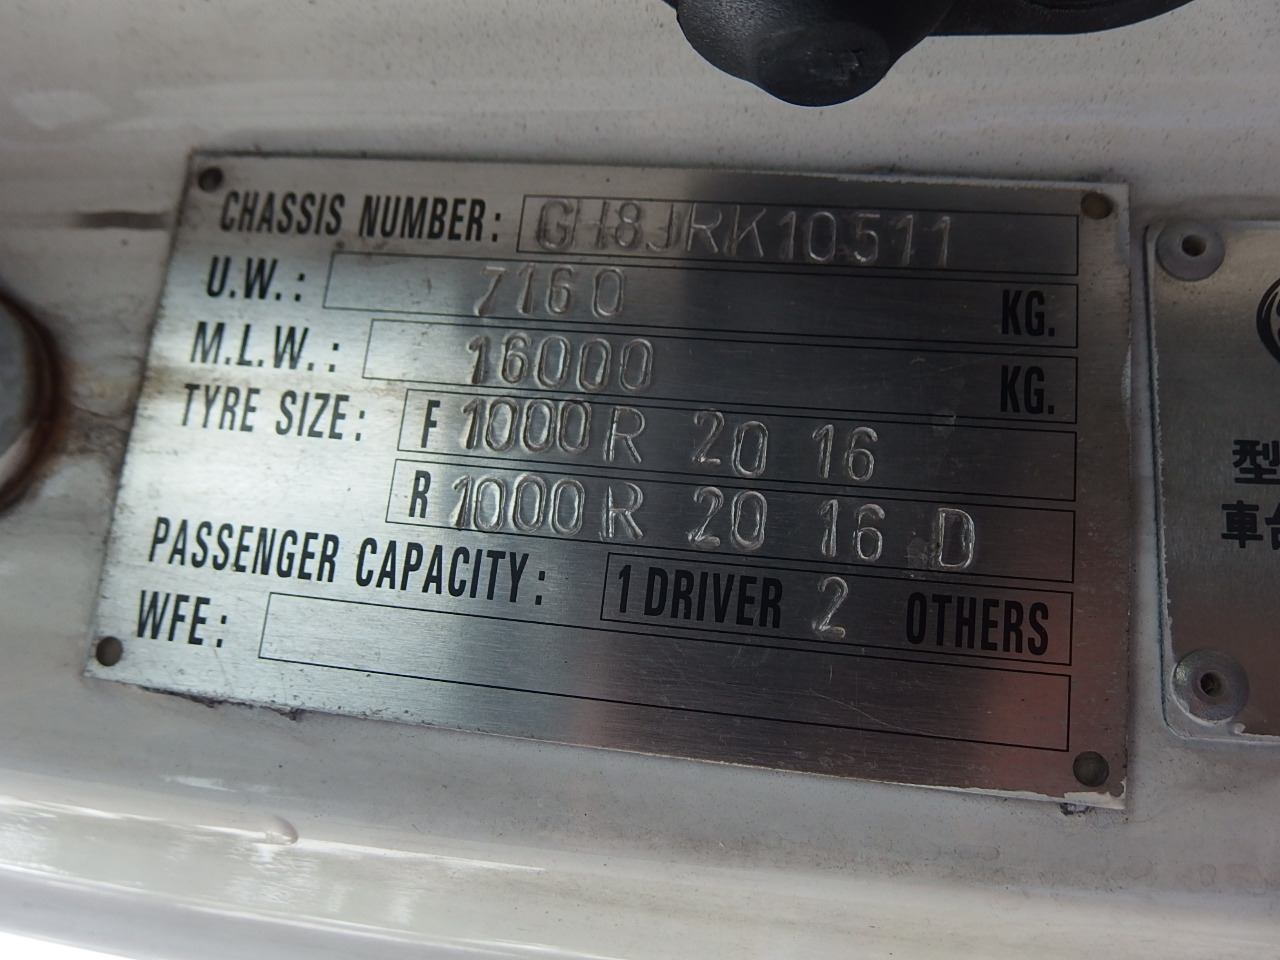 CHASSIS NUMBER: GH8JRK10511
U.W.: 7160 KG.
M.L.W.: 16000 KG.
TYRE SIZE: F 1000 R 20 16
R 1000 R 20 16 D
PASSENGER CAPACITY: 1 DRIVER 2 OTHERS
WFE:
型
車台